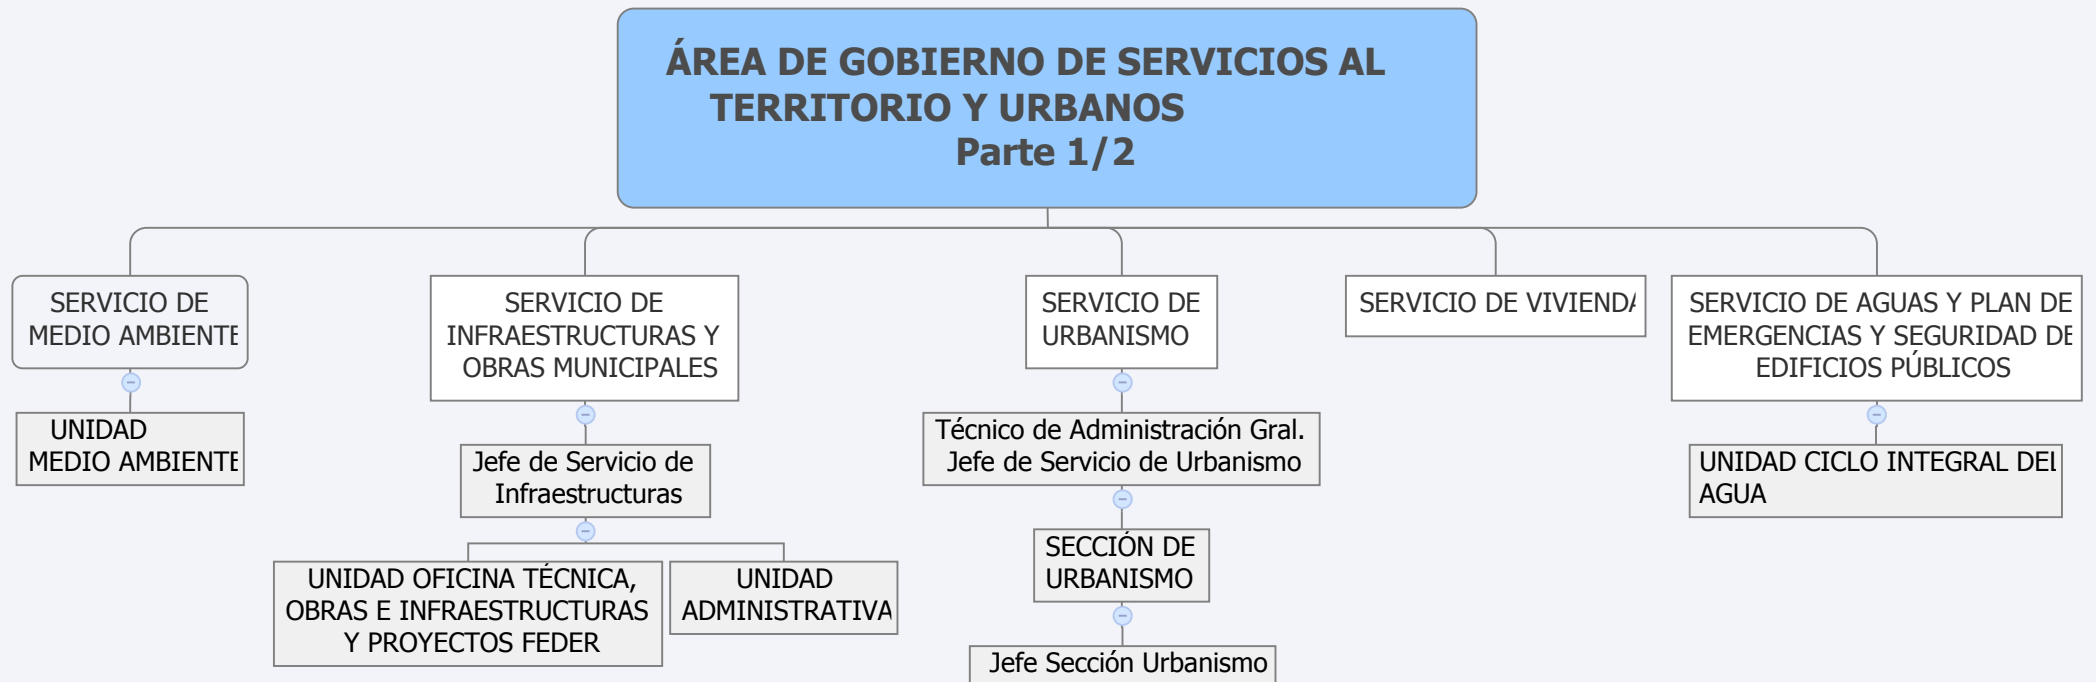 ÁREA DE GOBIERNO DE SERVICIOS AL
TERRITORIO Y URBANOS
Parte 1/2
SERVICIO DE
MEDIO AMBIENTE
SERVICIO DE
INFRAESTRUCTURAS Y
OBRAS MUNICIPALES
SERVICIO DE
URBANISMO
SERVICIO DE VIVIENDA
SERVICIO DE AGUAS Y PLAN DE
EMERGENCIAS Y SEGURIDAD DE
EDIFICIOS PÚBLICOS
UNIDAD
MEDIO AMBIENTE
Jefe de Servicio de
Infraestructuras
Técnico de Administración Gral.
Jefe de Servicio de Urbanismo
UNIDAD CICLO INTEGRAL DEL
AGUA
UNIDAD OFICINA TÉCNICA,
OBRAS E INFRAESTRUCTURAS
Y PROYECTOS FEDER
UNIDAD
ADMINISTRATIVA
SECCIÓN DE
URBANISMO
Jefe Sección Urbanismo